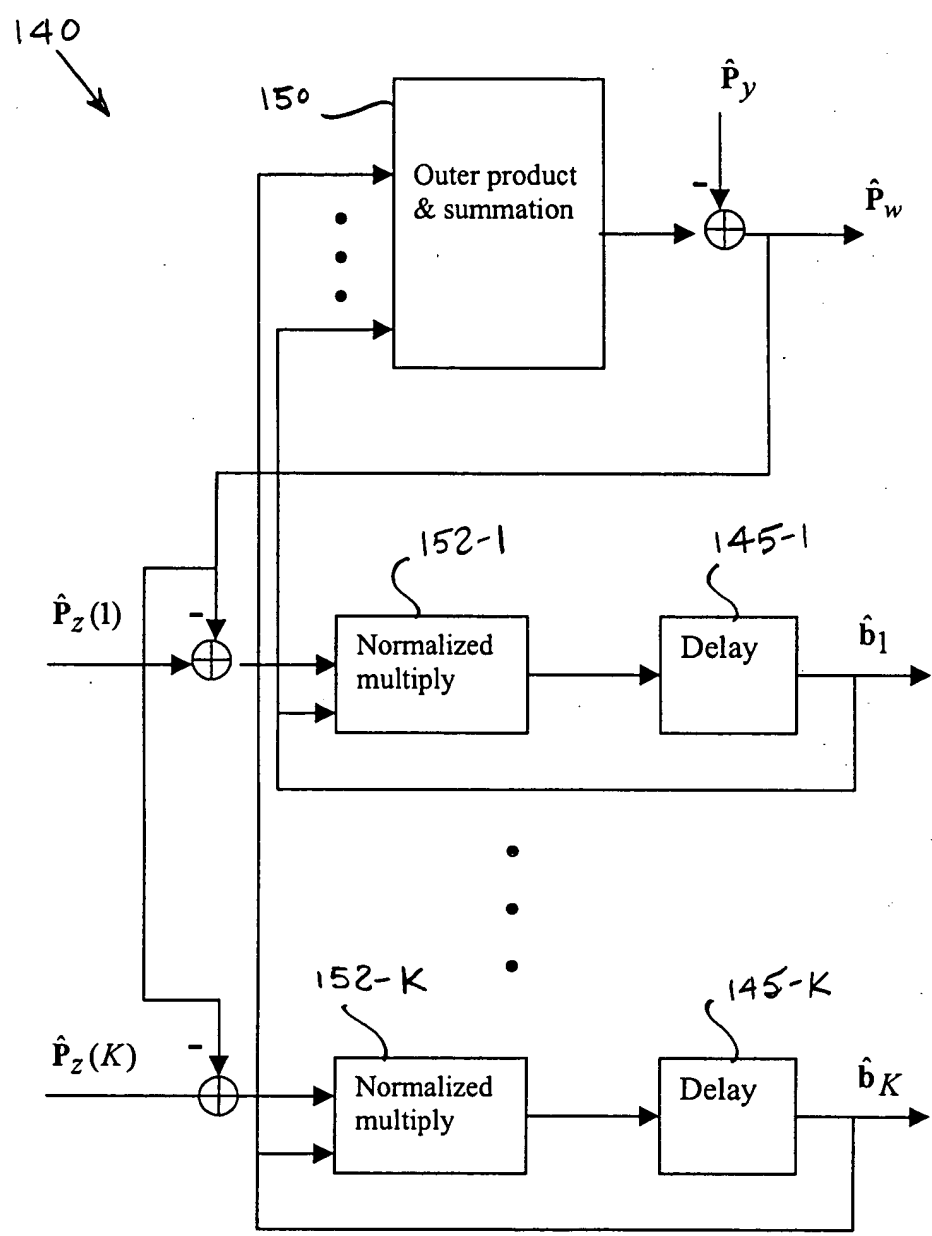 140
150
P̂y
Outer product
& summation
-
P̂w
152-1
145-1
P̂z(1)
-
Normalized
multiply
Delay
b̂1
152-K
145-K
P̂z(K)
-
Normalized
multiply
Delay
b̂K